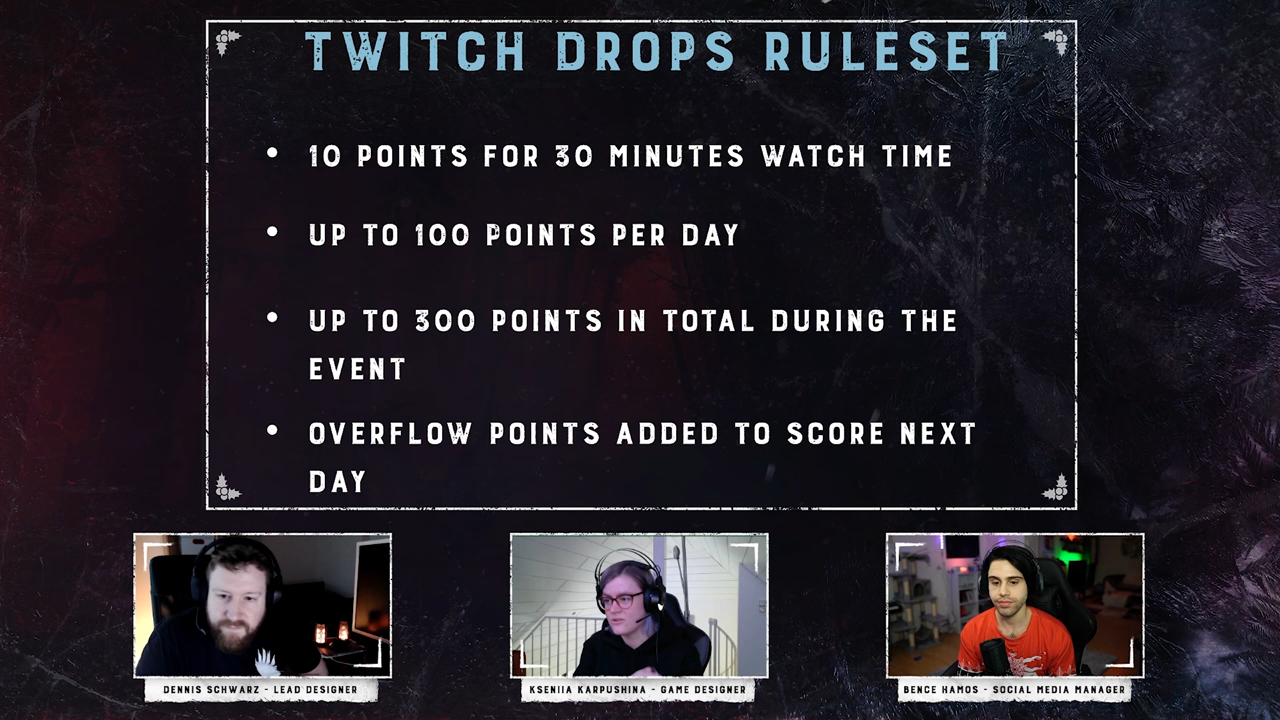 TWITCH DROPS RULESET
• 10 POINTS FOR 30 MINUTES WATCH TIME
• UP TO 100 POINTS PER DAY
• UP TO 300 POINTS IN TOTAL DURING THE
EVENT
• OVERFLOW POINTS ADDED TO SCORE NEXT
DAY
DENNIS SCHWARZ - LEAD DESIGNER
KSENIIA KARPUSHINA - GAME DESIGNER
BENCE HAMOS - SOCIAL MEDIA MANAGER